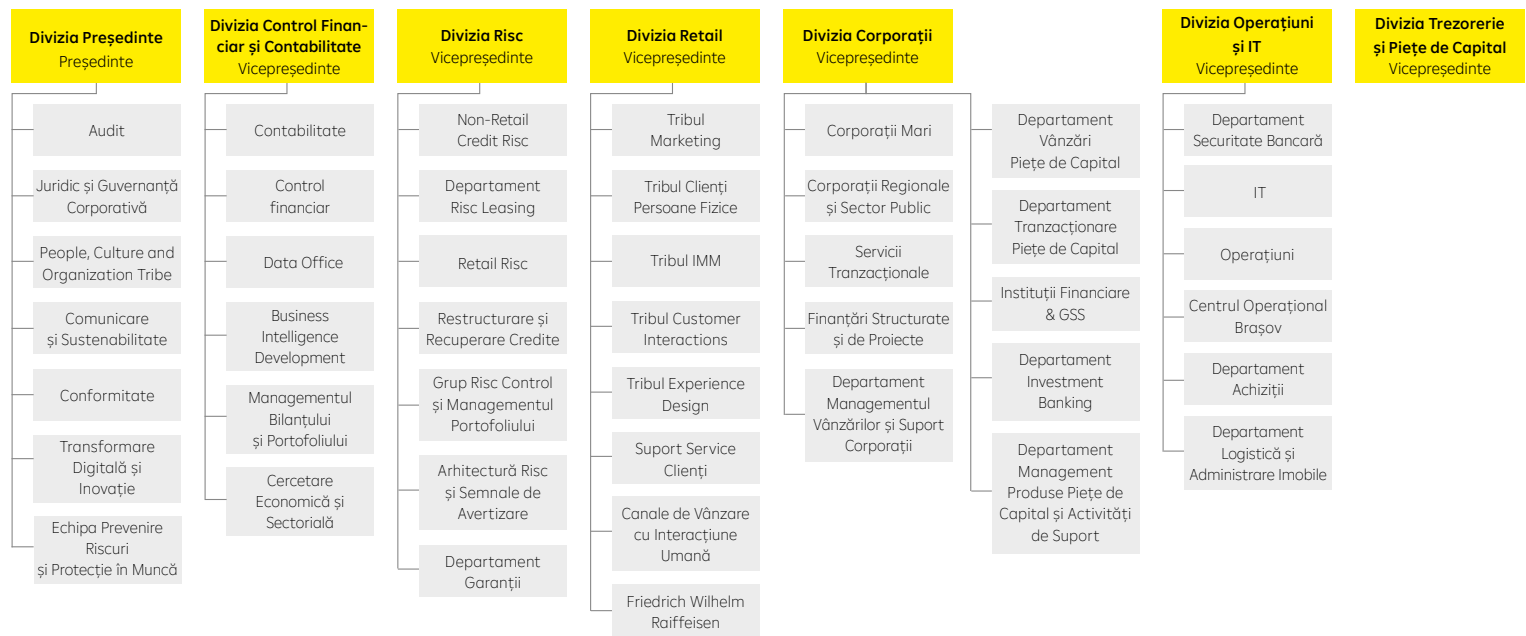 Divizia Președinte
Președinte
Audit
Juridic și Guvernanță
Corporativă
People, Culture and
Organization Tribe
Comunicare
și Sustenabilitate
Conformitate
Transformare
Digitală și
Inovație
Echipa Prevenire
Riscuri
și Protecție în Muncă
Divizia Control Finan-
ciar și Contabilitate
Vicepreședinte
Contabilitate
Control
financiar
Data Office
Business
Intelligence
Development
Managementul
Bilanțului
și Portofoliului
Cercetare
Economică și
Sectorială
Divizia Risc
Vicepreședinte
Non-Retail
Credit Risc
Departament
Risc Leasing
Retail Risc
Restructurare și
Recuperare Credite
Grup Risc Control
și Managementul
Portofoliului
Arhitectură Risc
și Semnale de
Avertizare
Departament
Garanții
Divizia Retail
Vicepreședinte
Tribul
Marketing
Tribul Clienți
Persoane Fizice
Tribul IMM
Tribul Customer
Interactions
Tribul Experience
Design
Suport Service
Clienți
Canale de Vânzare
cu Interacțiune
Umană
Friedrich Wilhelm
Raiffeisen
Divizia Corporații
Vicepreședinte
Corporații Mari
Corporații Regionale
și Sector Public
Servicii
Tranzacționale
Finanțări Structurate
și de Proiecte
Departament
Managementul
Vânzărilor și Suport
Corporații
Departament
Vânzări
Piețe de Capital
Departament
Tranzacționare
Piețe de Capital
Instituții Financiare
& GSS
Departament
Investment
Banking
Departament
Management
Produse Piețe de
Capital și Activități
de Suport
Divizia Operațiuni
și IT
Vicepreședinte
Departament
Securitate Bancară
IT
Operațiuni
Centrul Operațional
Brașov
Departament
Achiziții
Departament
Logistică și
Administrare Imobile
Divizia Trezorerie
și Piețe de Capital
Vicepreședinte